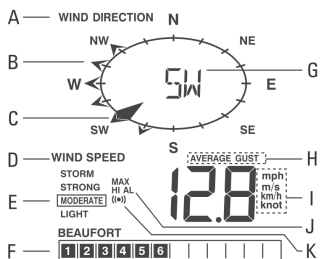 A WIND DIRECTION N
NW NE
B
G
SW
W E
C
SW SE
S
D WIND SPEED AVERAGE GUST H
STORM
STRONG MAX mph
E MODERATE HI AL 12.8 m/s I
LIGHT ((•)) km/h
knot
J
BEAUFORT K
F 1 2 3 4 5 6